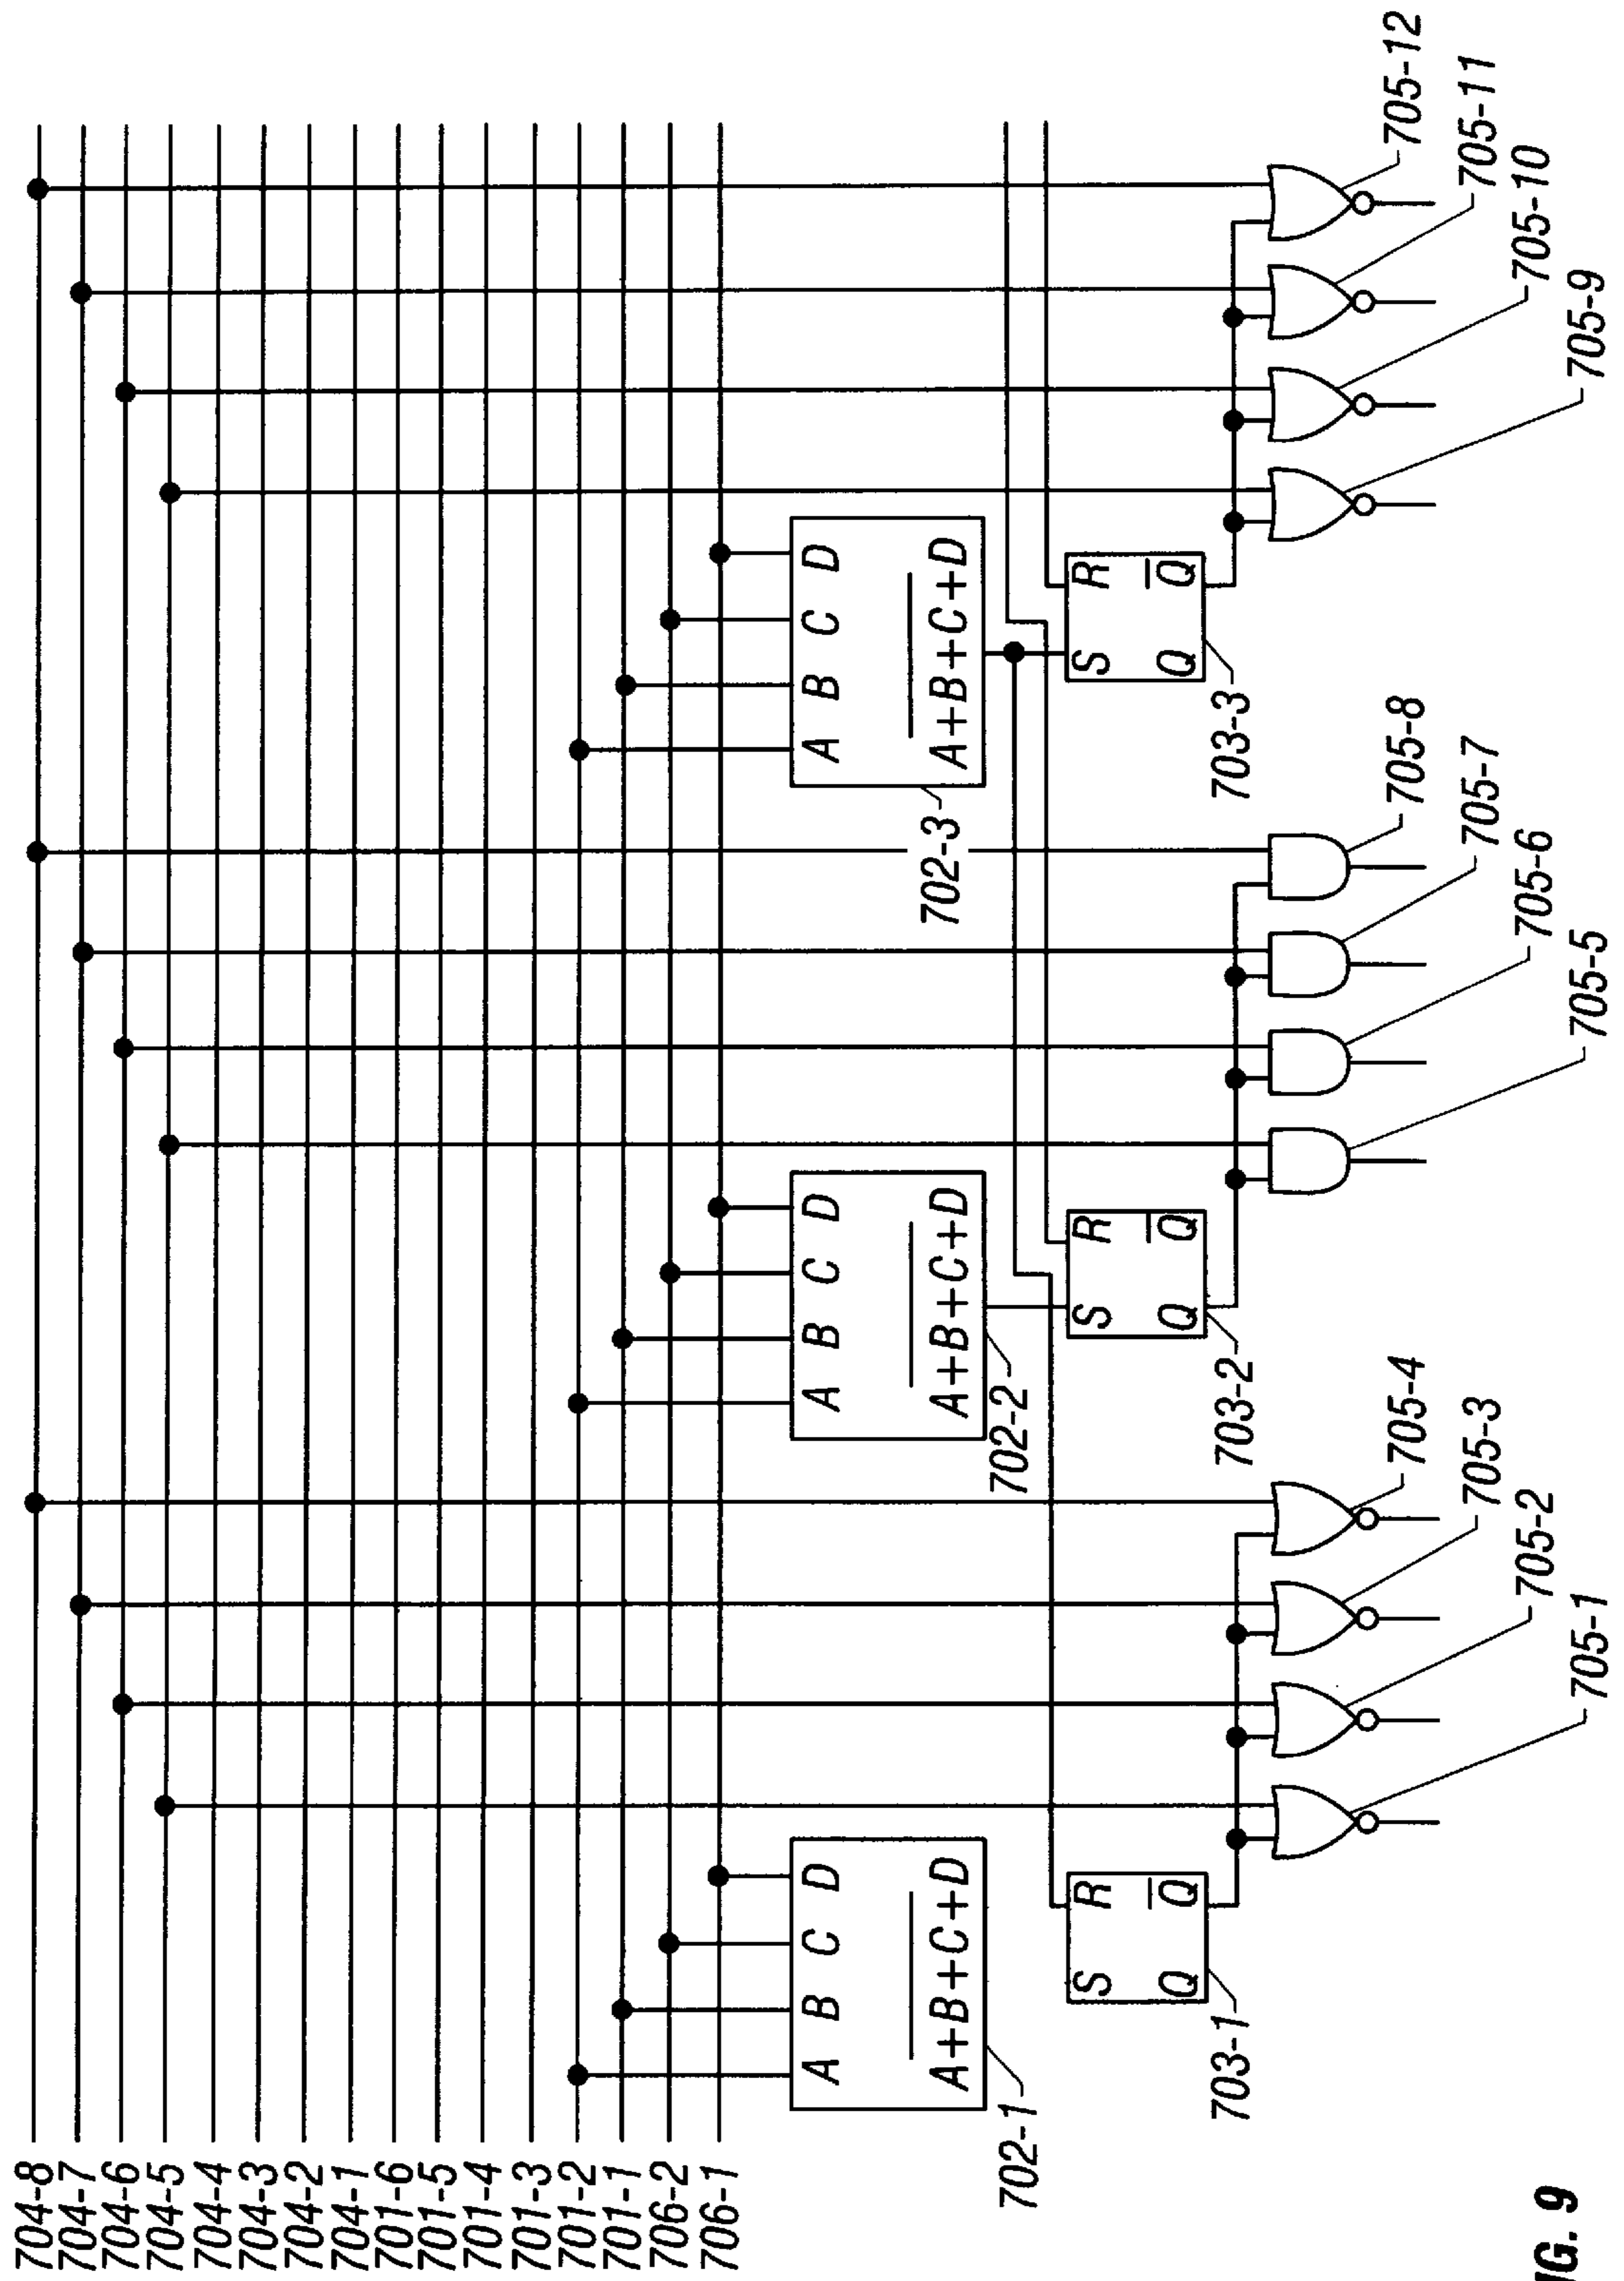 704-8
704-7
704-6
704-5
704-4
704-3
704-2
704-1
701-6
701-5
701-4
701-3
701-2
701-1
706-2
706-1
A B C D
A+B+C+D
702-1
A B C D
A+B+C+D
702-2
A B C D
A+B+C+D
702-3
S R
Q Q
703-1
S R
Q Q
703-2
S R
Q Q
703-3
705-1
705-2
705-3
705-4
705-5
705-6
705-7
705-8
705-9
705-10
705-11
705-12
IG. 9